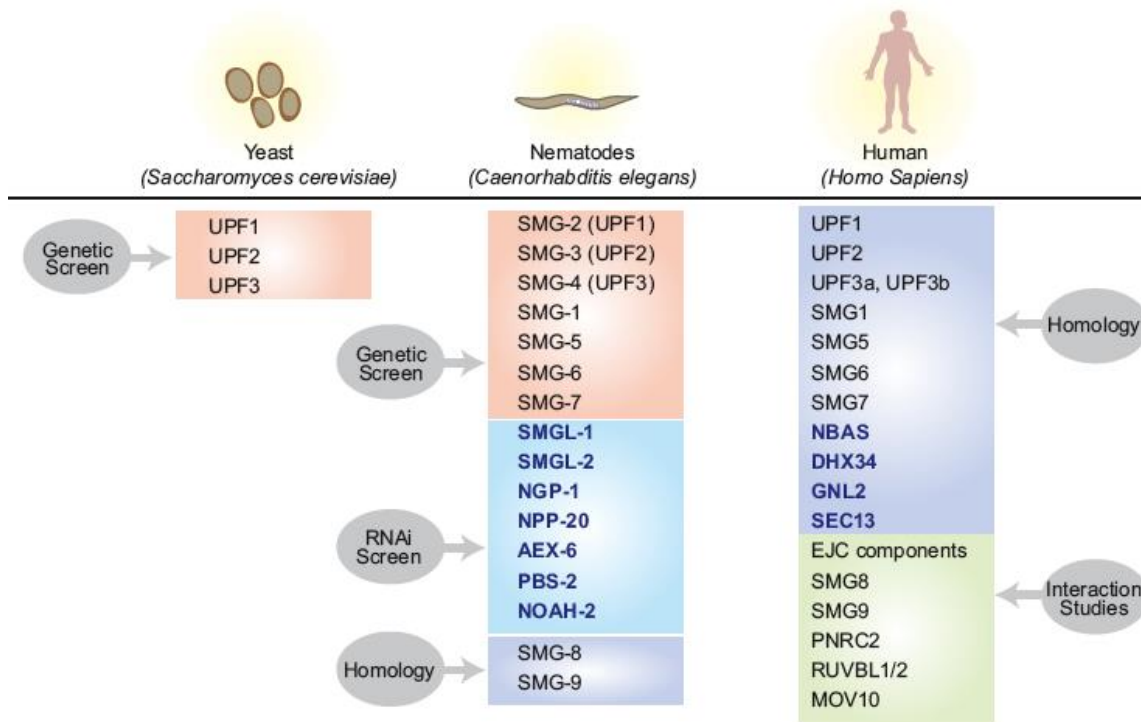 Yeast
(Saccharomyces cerevisiae)
Nematodes
(Caenorhabditis elegans)
Human
(Homo Sapiens)
Genetic
Screen
UPF1
UPF2
UPF3
Genetic
Screen
SMG-2 (UPF1)
SMG-3 (UPF2)
SMG-4 (UPF3)
SMG-1
SMG-5
SMG-6
SMG-7
RNAi
Screen
SMGL-1
SMGL-2
NGP-1
NPP-20
AEX-6
PBS-2
NOAH-2
Homology
SMG-8
SMG-9
UPF1
UPF2
UPF3a, UPF3b
SMG1
SMG5
SMG6
SMG7
NBAS
DHX34
GNL2
SEC13
Homology
EJC components
SMG8
SMG9
PNRC2
RUVBL1/2
MOV10
Interaction
Studies